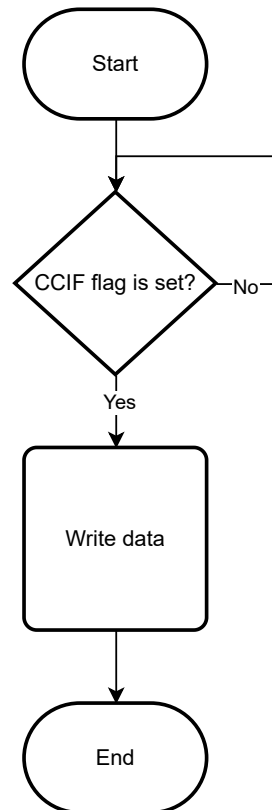 Start
CCIF flag is set?
No
Yes
Write data
End